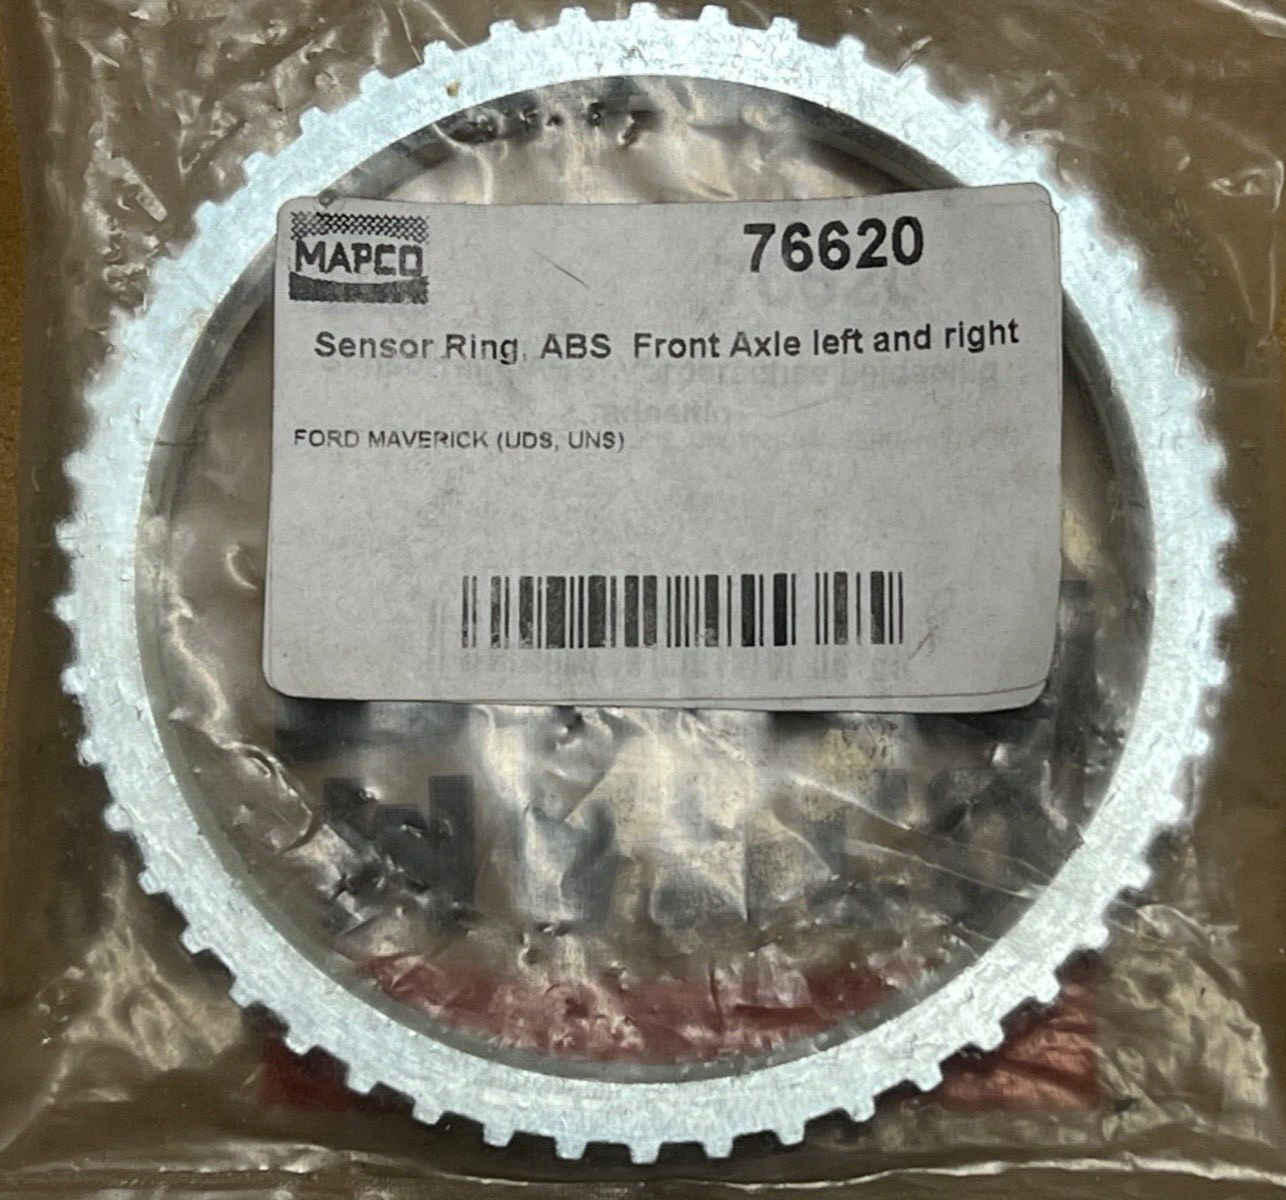 MAPCO
76620
Sensor Ring, ABS Front Axle left and right
FORD MAVERICK (UDS, UNS)